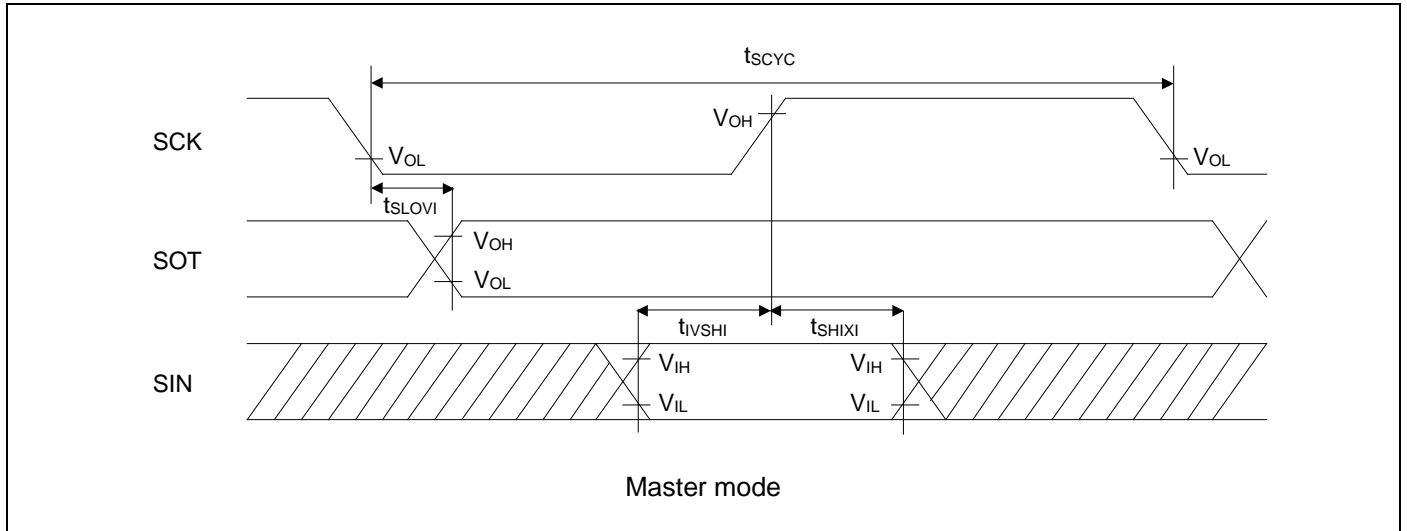 tSCYC
SCK
VOH
VOL
VOL
tSLOVI
SOT
VOH
VOL
tIVSHI
tSHIXI
SIN
VIH
VIH
VIL
VIL
Master mode